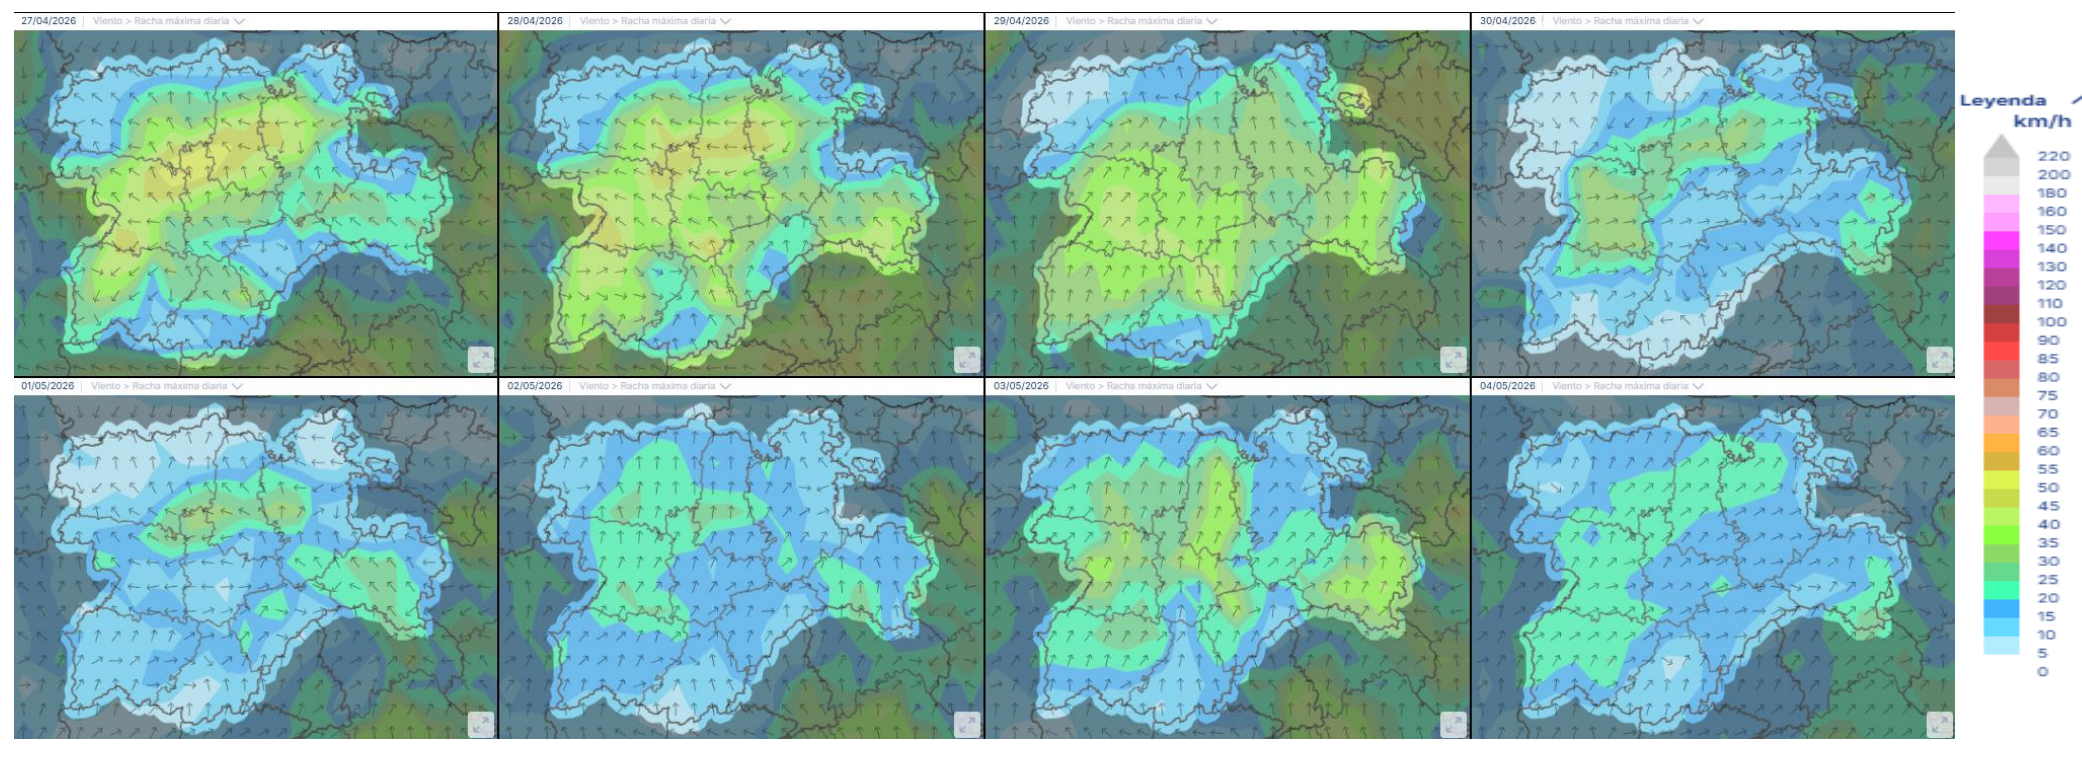 27/04/2026 Viento > Racha máxima diaria
28/04/2026 Viento > Racha máxima diaria
29/04/2026 Viento > Racha máxima diaria
30/04/2026 Viento > Racha máxima diaria
01/05/2026 Viento > Racha máxima diaria
02/05/2026 Viento > Racha máxima diaria
03/05/2026 Viento > Racha máxima diaria
04/05/2026 Viento > Racha máxima diaria
Leyenda
km/h
220
200
180
160
150
140
130
120
110
100
90
85
80
75
70
65
60
55
50
45
40
35
30
25
20
15
10
5
0